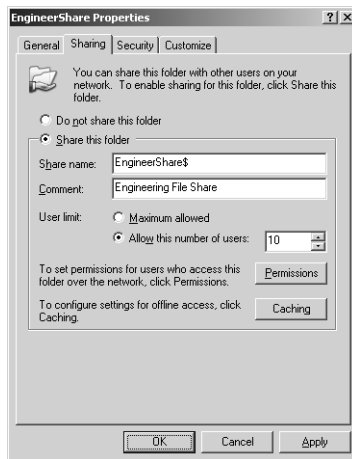 EngineerShare Properties
General Sharing Security Customize
You can share this folder with other users on your
network. To enable sharing for this folder, click Share this
folder.
Do not share this folder
Share this folder
Share name: EngineerShare$
Comment: Engineering File Share
User limit: Maximum allowed
Allow this number of users: 10
To set permissions for users who access this
folder over the network, click Permissions.
Permissions
To configure settings for offline access, click
Caching.
Caching
OK Cancel Apply